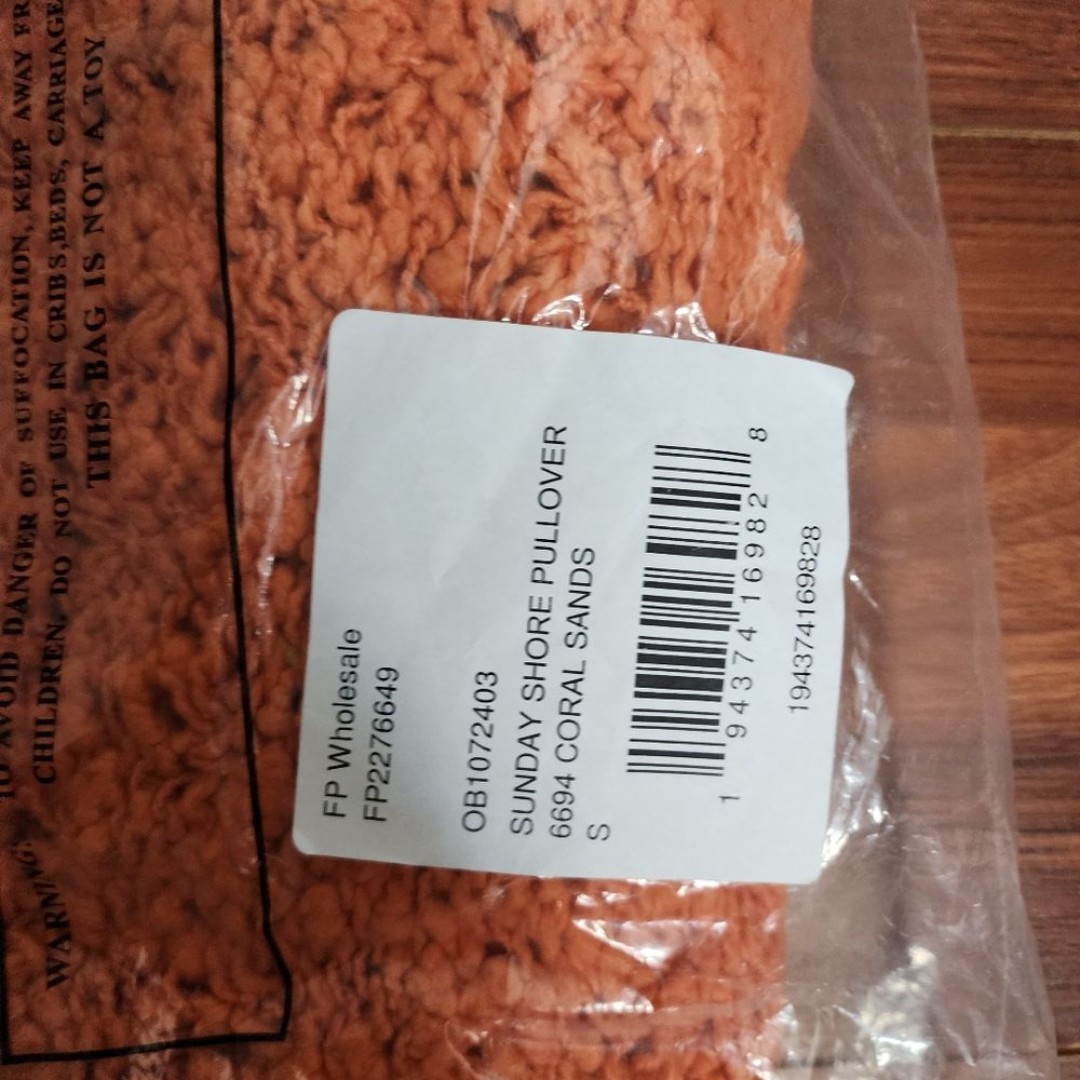 WARNING: TO AVOID DANGER OF SUFFOCATION, KEEP AWAY FR
CHILDREN. DO NOT USE IN CRIBS,BEDS, CARRIAGE
THIS BAG IS NOT A TOY
FP Wholesale
FP2276649
OB1072403
SUNDAY SHORE PULLOVER
6694 CORAL SANDS
S
1 94374 16982 8
194374169828